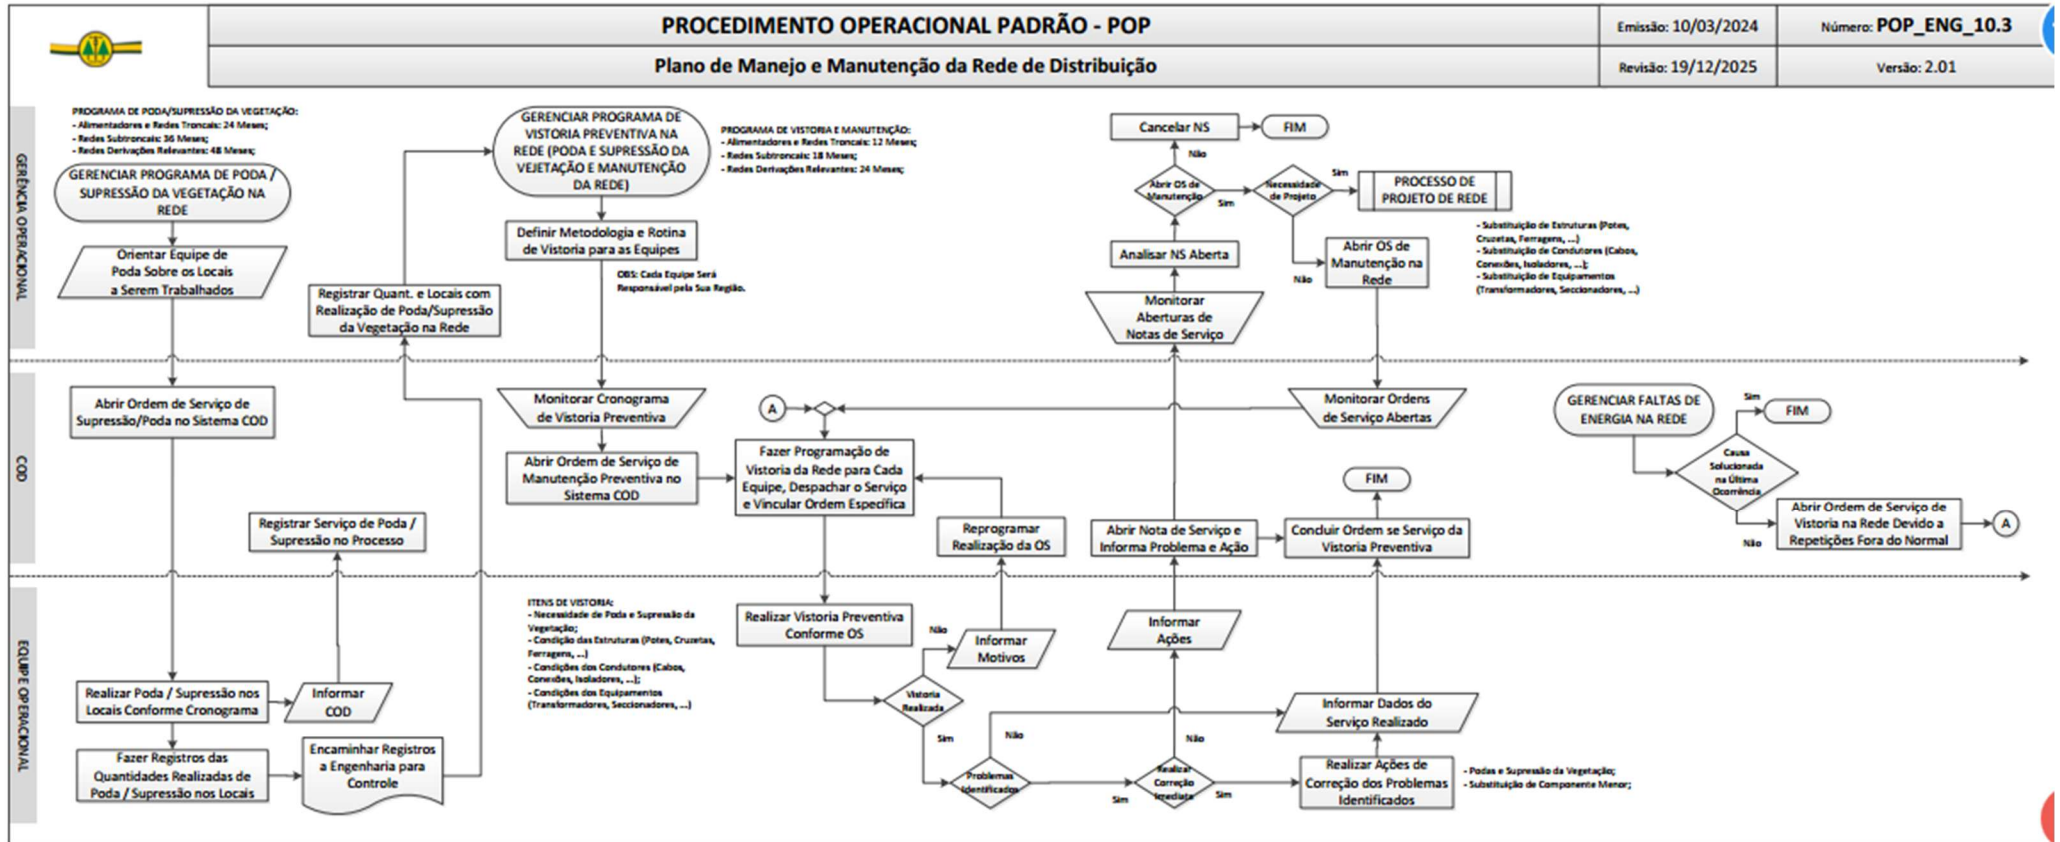 PROCEDIMENTO OPERACIONAL PADRÃO - POP
Emissão: 10/03/2024
Número: POP_ENG_10.3
Plano de Manejo e Manutenção da Rede de Distribuição
Revisão: 19/12/2025
Versão: 2.01
GERÊNCIA OPERACIONAL
PROGRAMA DE PODA/SUPRESSÃO DA VEGETAÇÃO:
- Alimentadores e Redes Troncais: 24 Meses;
- Redes Subtroncais: 36 Meses;
- Redes Derivações Relevantes: 48 Meses;
GERENCIAR PROGRAMA DE PODA /
SUPRESSÃO DA VEGETAÇÃO NA
REDE
Orientar Equipe de
Poda Sobre os Locais
a Serem Trabalhados
Registrar Quant. e Locais com
Realização de Poda/Supressão
da Vegetação na Rede
GERENCIAR PROGRAMA DE
VISTORIA PREVENTIVA NA
REDE (PODA E SUPRESSÃO DA
VEJETAÇÃO E MANUTENÇÃO
DA REDE)
PROGRAMA DE VISTORIA E MANUTENÇÃO:
- Alimentadores e Redes Troncais: 12 Meses;
- Redes Subtroncais: 18 Meses;
- Redes Derivações Relevantes: 24 Meses;
Definir Metodologia e Rotina
de Vistoria para as Equipes
OBS: Cada Equipe Será
Responsável pela Sua Região.
Cancelar NS
FIM
Não
Abrir OS de
Manutenção
Sim
Necessidade
de Projeto
Sim
PROCESSO DE
PROJETO DE REDE
Analisar NS Aberta
Não
Abrir OS de
Manutenção na
Rede
- Substituição de Estruturas (Potes,
Cruzetas, Ferragens, ...)
- Substituição de Condutores (Cabos,
Conexões, Isoladores, ...);
- Substituição de Equipamentos
(Transformadores, Seccionadores, ...)
Monitorar
Aberturas de
Notas de Serviço
COD
Abrir Ordem de Serviço de
Supressão/Poda no Sistema COD
Registrar Serviço de Poda /
Supressão no Processo
Monitorar Cronograma
de Vistoria Preventiva
Abrir Ordem de Serviço de
Manutenção Preventiva no
Sistema COD
A
Fazer Programação de
Vistoria da Rede para Cada
Equipe, Despachar o Serviço
e Vincular Ordem Específica
Reprogramar
Realização da OS
Abrir Nota de Serviço e
Informa Problema e Ação
Monitorar Ordens
de Serviço Abertas
FIM
Concluir Ordem se Serviço da
Vistoria Preventiva
GERENCIAR FALTAS DE
ENERGIA NA REDE
Sim
FIM
Causa
Solucionada
na Última
Ocorrência
Não
Abrir Ordem de Serviço de
Vistoria na Rede Devido a
Repetições Fora do Normal
A
EQUIPE OPERACIONAL
Realizar Poda / Supressão nos
Locais Conforme Cronograma
Informar
COD
Fazer Registros das
Quantidades Realizadas de
Poda / Supressão nos Locais
Encaminhar Registros
a Engenharia para
Controle
ITENS DE VISTORIA:
- Necessidade de Poda e Supressão da
Vegetação;
- Condição das Estruturas (Potes, Cruzetas,
Ferragens, ...)
- Condições dos Condutores (Cabos,
Conexões, Isoladores, ...);
- Condições dos Equipamentos
(Transformadores, Seccionadores, ...)
Realizar Vistoria Preventiva
Conforme OS
Não
Informar
Motivos
Vistoria
Realizada
Sim
Problemas
Identificados
Não
Sim
Informar
Ações
Não
Realizar
Correção
Imediata
Sim
Informar Dados do
Serviço Realizado
Realizar Ações de
Correção dos Problemas
Identificados
- Podas e Supressão da Vegetação;
- Substituição de Componente Menor;